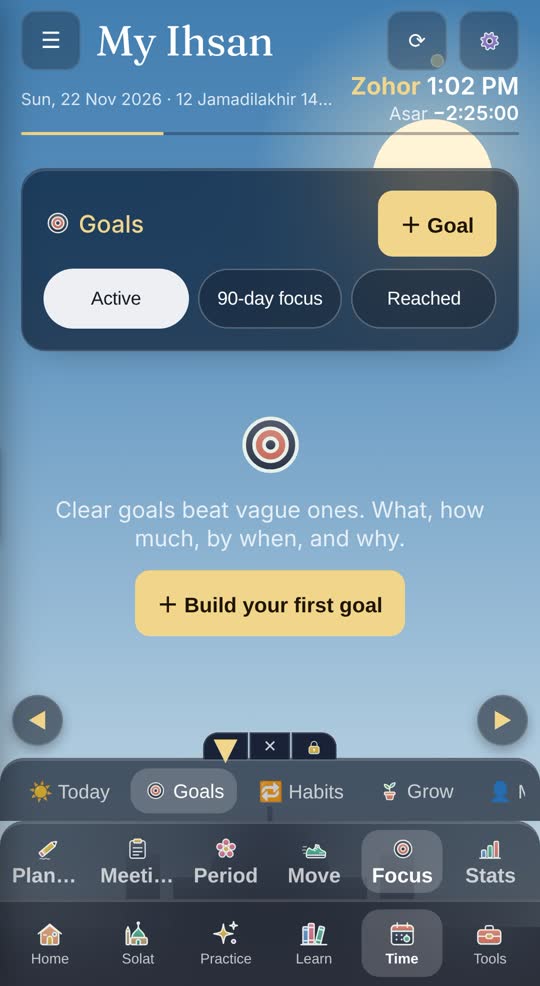 My Ihsan
Sun, 22 Nov 2026 · 12 Jamadilakhir 14...
Zohor 1:02 PM
Asar −2:25:00
Goals
+ Goal
Active
90-day focus
Reached
Clear goals beat vague ones. What, how
much, by when, and why.
+ Build your first goal
Today
Goals
Habits
Grow
Plan...
Meeti...
Period
Move
Focus
Stats
Home
Solat
Practice
Learn
Time
Tools